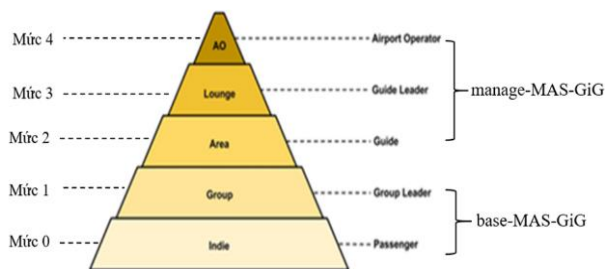 Mức 4
AO
Airport Operator
Mức 3
Lounge
Guide Leader
manage-MAS-GiG
Mức 2
Area
Guide
Mức 1
Group
Group Leader
base-MAS-GiG
Mức 0
Indie
Passenger